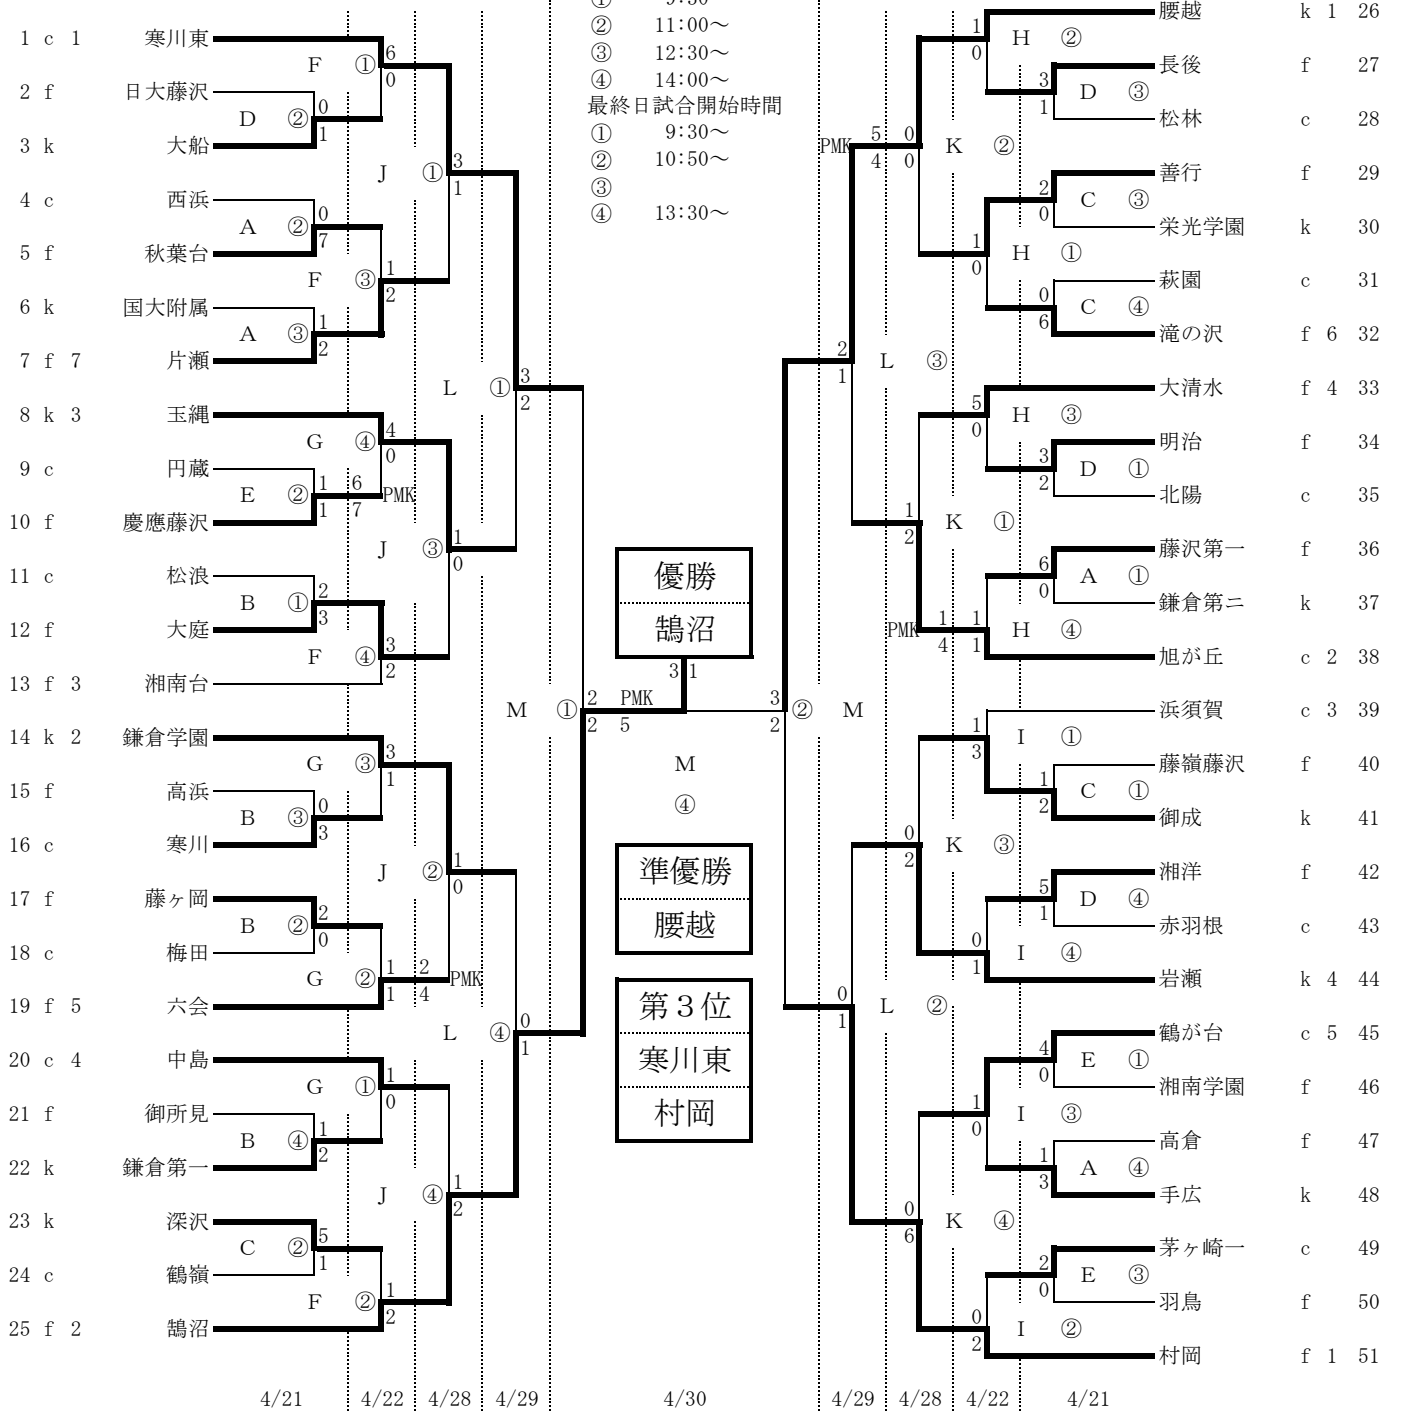 ② 11:00～
③ 12:30～
④ 14:00～
最終日試合開始時間
① 9:30～
② 10:50～
③
④ 13:30～
1 c 1 寒川東
F ① 6 0
2 f 日大藤沢
D ② 0 1
3 k 大船
J ① 3 1
4 c 西浜
A ② 0 7
5 f 秋葉台
F ③ 1 2
6 k 国大附属
A ③ 1 2
7 f 7 片瀬
L ① 3 2
8 k 3 玉縄
G ④ 4 0
9 c 円蔵
E ② 1 1 6 7 PMK
10 f 慶應藤沢
J ③ 1 0
11 c 松浪
B ① 2 3
12 f 大庭
F ④ 3 2
13 f 3 湘南台
M ① 2 2 PMK 5
14 k 2 鎌倉学園
G ③ 3 1
15 f 高浜
B ③ 0 3
16 c 寒川
J ② 1 0
17 f 藤ヶ岡
B ② 2 0
18 c 梅田
G ② 1 1 2 4 PMK
19 f 5 六会
L ④ 0 1
20 c 4 中島
G ① 1 0
21 f 御所見
B ④ 1 2
22 k 鎌倉第一
J ④ 1 2
23 k 深沢
C ② 5 1
24 c 鶴嶺
F ② 1 2
25 f 2 鵠沼
優勝
鵠沼
3 1
M
④
準優勝
腰越
第３位
寒川東
村岡
腰越 k 1 26
1 0 H ②
長後 f 27
3 1 D ③
松林 c 28
PMK 5 4 0 0 K ②
善行 f 29
2 0 C ③
栄光学園 k 30
1 0 H ①
萩園 c 31
0 6 C ④
滝の沢 f 6 32
2 1 L ③
大清水 f 4 33
5 0 H ③
明治 f 34
3 2 D ①
北陽 c 35
1 2 K ①
藤沢第一 f 36
6 0 A ①
鎌倉第ニ k 37
PMK 1 4 1 1 H ④
旭が丘 c 2 38
3 2 ② M
浜須賀 c 3 39
1 3 I ①
藤嶺藤沢 f 40
1 2 C ①
御成 k 41
0 2 K ③
湘洋 f 42
5 1 D ④
赤羽根 c 43
0 1 I ④
岩瀬 k 4 44
0 1 L ②
鶴が台 c 5 45
4 0 E ①
湘南学園 f 46
1 0 I ③
高倉 f 47
1 3 A ④
手広 k 48
0 6 K ④
茅ヶ崎一 c 49
2 0 E ③
羽鳥 f 50
0 2 I ②
村岡 f 1 51
4/21 4/22 4/28 4/29 4/30 4/29 4/28 4/22 4/21